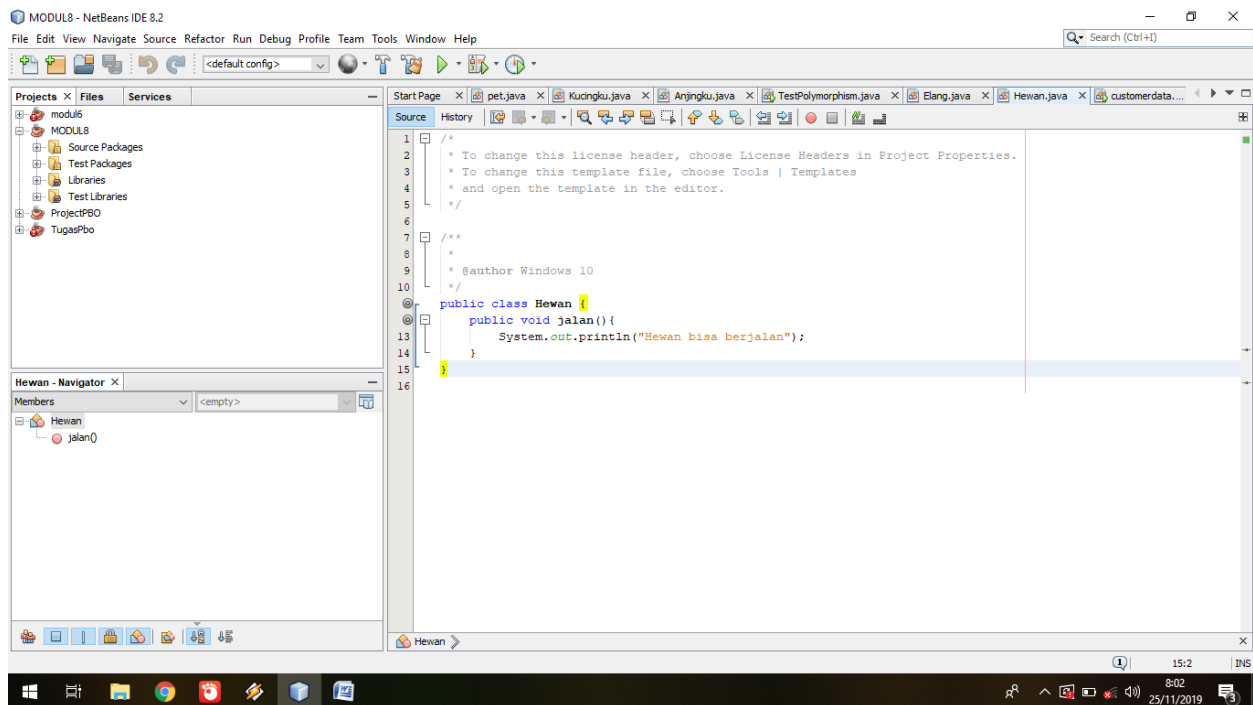 MODUL8 - NetBeans IDE 8.2
File Edit View Navigate Source Refactor Run Debug Profile Team Tools Window Help
Search (Ctrl+I)
<default config>
Projects Files Services
modul6
MODUL8
Source Packages
Test Packages
Libraries
Test Libraries
ProjectPBO
TugasPbo
Hewan - Navigator
Members <empty>
Hewan
jalan()
Start Page pet.java Kucingku.java Anjingku.java TestPolymorphism.java Elang.java Hewan.java customerdata....
Source History
1 /*
2 * To change this license header, choose License Headers in Project Properties.
3 * To change this template file, choose Tools | Templates
4 * and open the template in the editor.
5 */
6
7 /**
8 *
9 * @author Windows 10
10 */
public class Hewan {
public void jalan(){
13 System.out.println("Hewan bisa berjalan");
14 }
15 }
16
Hewan
1 15:2 INS
8:02
25/11/2019
3